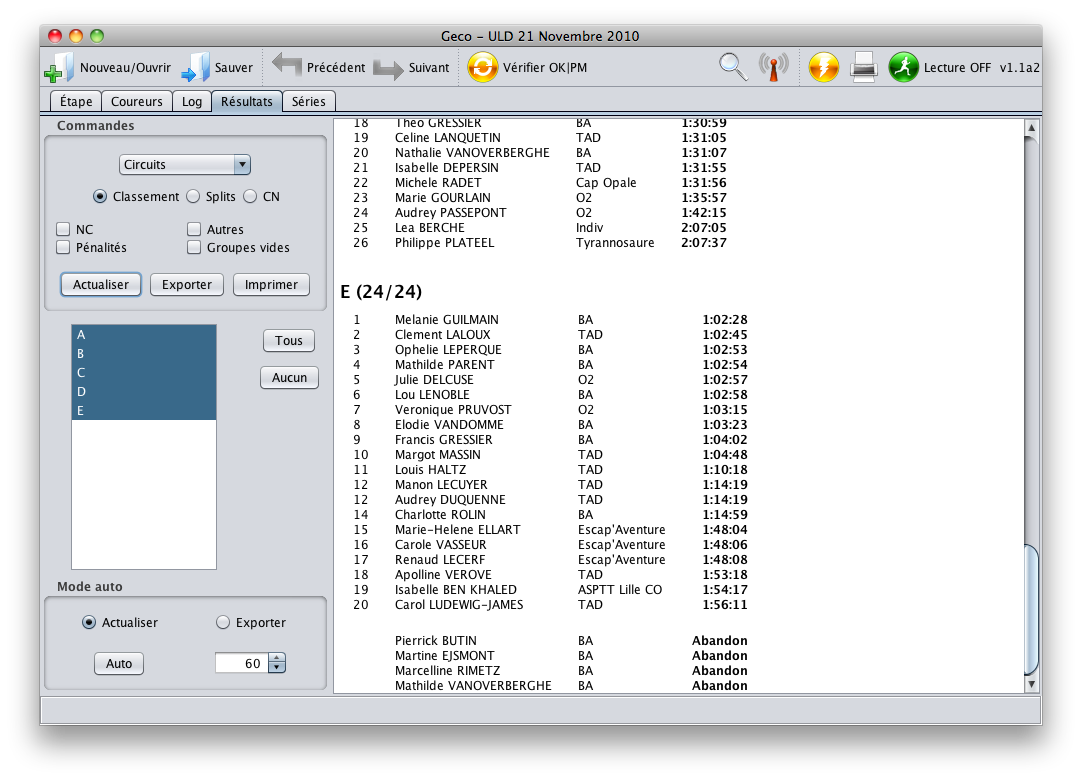 Geco - ULD 21 Novembre 2010
Nouveau/Ouvrir Sauver Précédent Suivant Vérifier OK|PM Lecture OFF v1.1a2
Étape Coureurs Log Résultats Séries
Commandes
Circuits
Classement Splits CN
NC Autres
Pénalités Groupes vides
Actualiser Exporter Imprimer
A
B
C
D
E
Tous
Aucun
Mode auto
Actualiser Exporter
Auto 60
18 Theo GRESSIER BA 1:30:59
19 Celine LANQUETIN TAD 1:31:05
20 Nathalie VANOVERBERGHE BA 1:31:07
21 Isabelle DEPERSIN TAD 1:31:55
22 Michele RADET Cap Opale 1:31:56
23 Marie GOURLAIN O2 1:35:57
24 Audrey PASSEPONT O2 1:42:15
25 Lea BERCHE Indiv 2:07:05
26 Philippe PLATEEL Tyrannosaure 2:07:37
E (24/24)
1 Melanie GUILMAIN BA 1:02:28
2 Clement LALOUX TAD 1:02:45
3 Ophelie LEPERQUE BA 1:02:53
4 Mathilde PARENT BA 1:02:54
5 Julie DELCUSE O2 1:02:57
6 Lou LENOBLE BA 1:02:58
7 Veronique PRUVOST O2 1:03:15
8 Elodie VANDOMME BA 1:03:23
9 Francis GRESSIER BA 1:04:02
10 Margot MASSIN TAD 1:04:48
11 Louis HALTZ TAD 1:10:18
12 Manon LECUYER TAD 1:14:19
12 Audrey DUQUENNE TAD 1:14:19
14 Charlotte ROLIN BA 1:14:59
15 Marie-Helene ELLART Escap'Aventure 1:48:04
16 Carole VASSEUR Escap'Aventure 1:48:06
17 Renaud LECERF Escap'Aventure 1:48:08
18 Apolline VEROVE TAD 1:53:18
19 Isabelle BEN KHALED ASPTT Lille CO 1:54:17
20 Carol LUDEWIG-JAMES TAD 1:56:11
Pierrick BUTIN BA Abandon
Martine EJSMONT BA Abandon
Marcelline RIMETZ BA Abandon
Mathilde VANOVERBERGHE BA Abandon